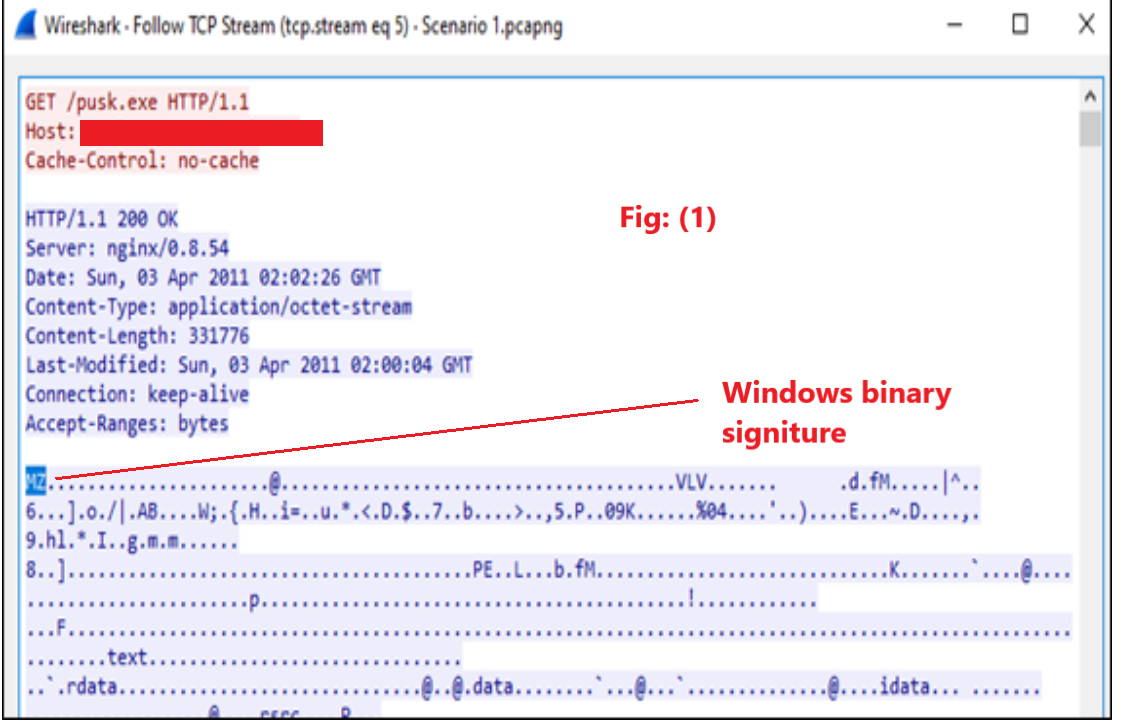 Wireshark · Follow TCP Stream (tcp.stream eq 5) · Scenario 1.pcapng
GET /pusk.exe HTTP/1.1
Host:
Cache-Control: no-cache
Fig: (1)
HTTP/1.1 200 OK
Server: nginx/0.8.54
Date: Sun, 03 Apr 2011 02:02:26 GMT
Content-Type: application/octet-stream
Content-Length: 331776
Last-Modified: Sun, 03 Apr 2011 02:00:04 GMT
Connection: keep-alive
Accept-Ranges: bytes
Windows binary
signiture
MZ......................@.......................................VLV....... .d.fM.....|^..
6...].o./|.AB....W;.{.H..i=..u.*.<.D.$..7..b....>..,5.P..09K......%04....'..)....E...~.D....,.
9.hl.*.I..g.m.m......
8..]........................................PE..L...b.fM.............................K.......`....@....
......................p..........................................!............
...F...................................................................................................
........text...............................
..`.rdata..............................@..@.data........`...@...`..............@....idata... .......
..................@....rsrc....P...